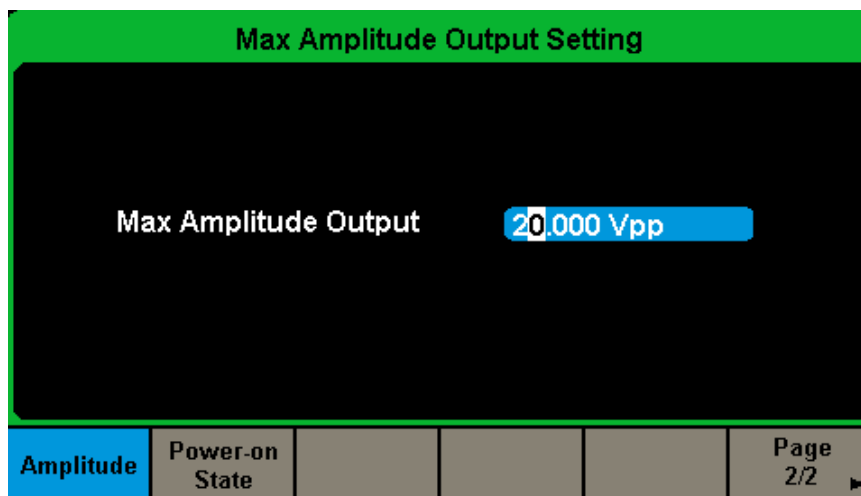 Max Amplitude Output Setting
Max Amplitude Output 20.000 Vpp
Amplitude
Power-on
State
Page
2/2